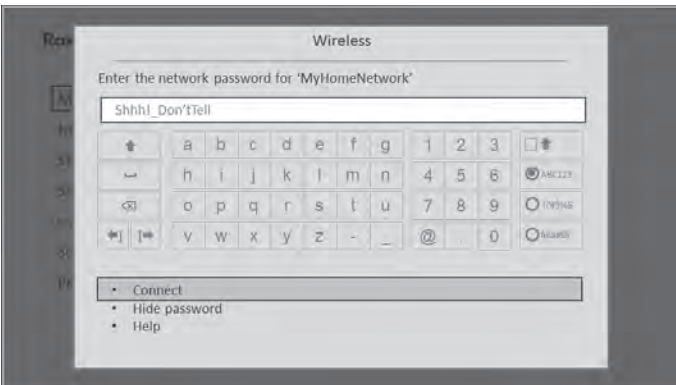 Wireless
Enter the network password for 'MyHomeNetwork'
Shhh!_Don'tTell
a b c d e f g 1 2 3
h i j k l m n 4 5 6 ABC123
o p q r s t u 7 8 9
v w x y z - _ @ . 0
Connect
Hide password
Help